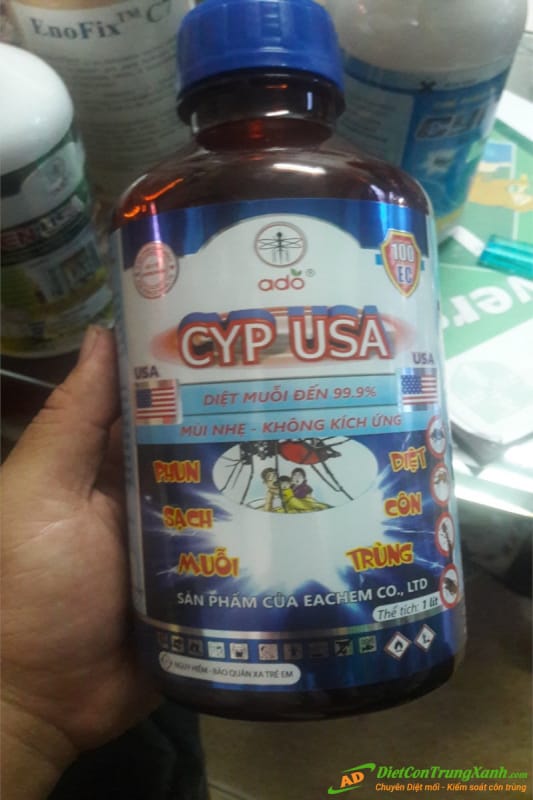 EnoFix™ C7
ado®
100
EC
CYP USA
USA
USA
DIỆT MUỖI ĐẾN 99.9%
MÙI NHẸ - KHÔNG KÍCH ỨNG
PHUN
SẠCH
MUỖI
DIỆT
CÔN
TRÙNG
SẢN PHẨM CỦA EACHEM CO., LTD
Thể tích: 1 lít
NGUY HIỂM - BẢO QUẢN XA TRẺ EM
AD DietConTrungXanh.com
Chuyên Diệt mối - Kiểm soát côn trùng